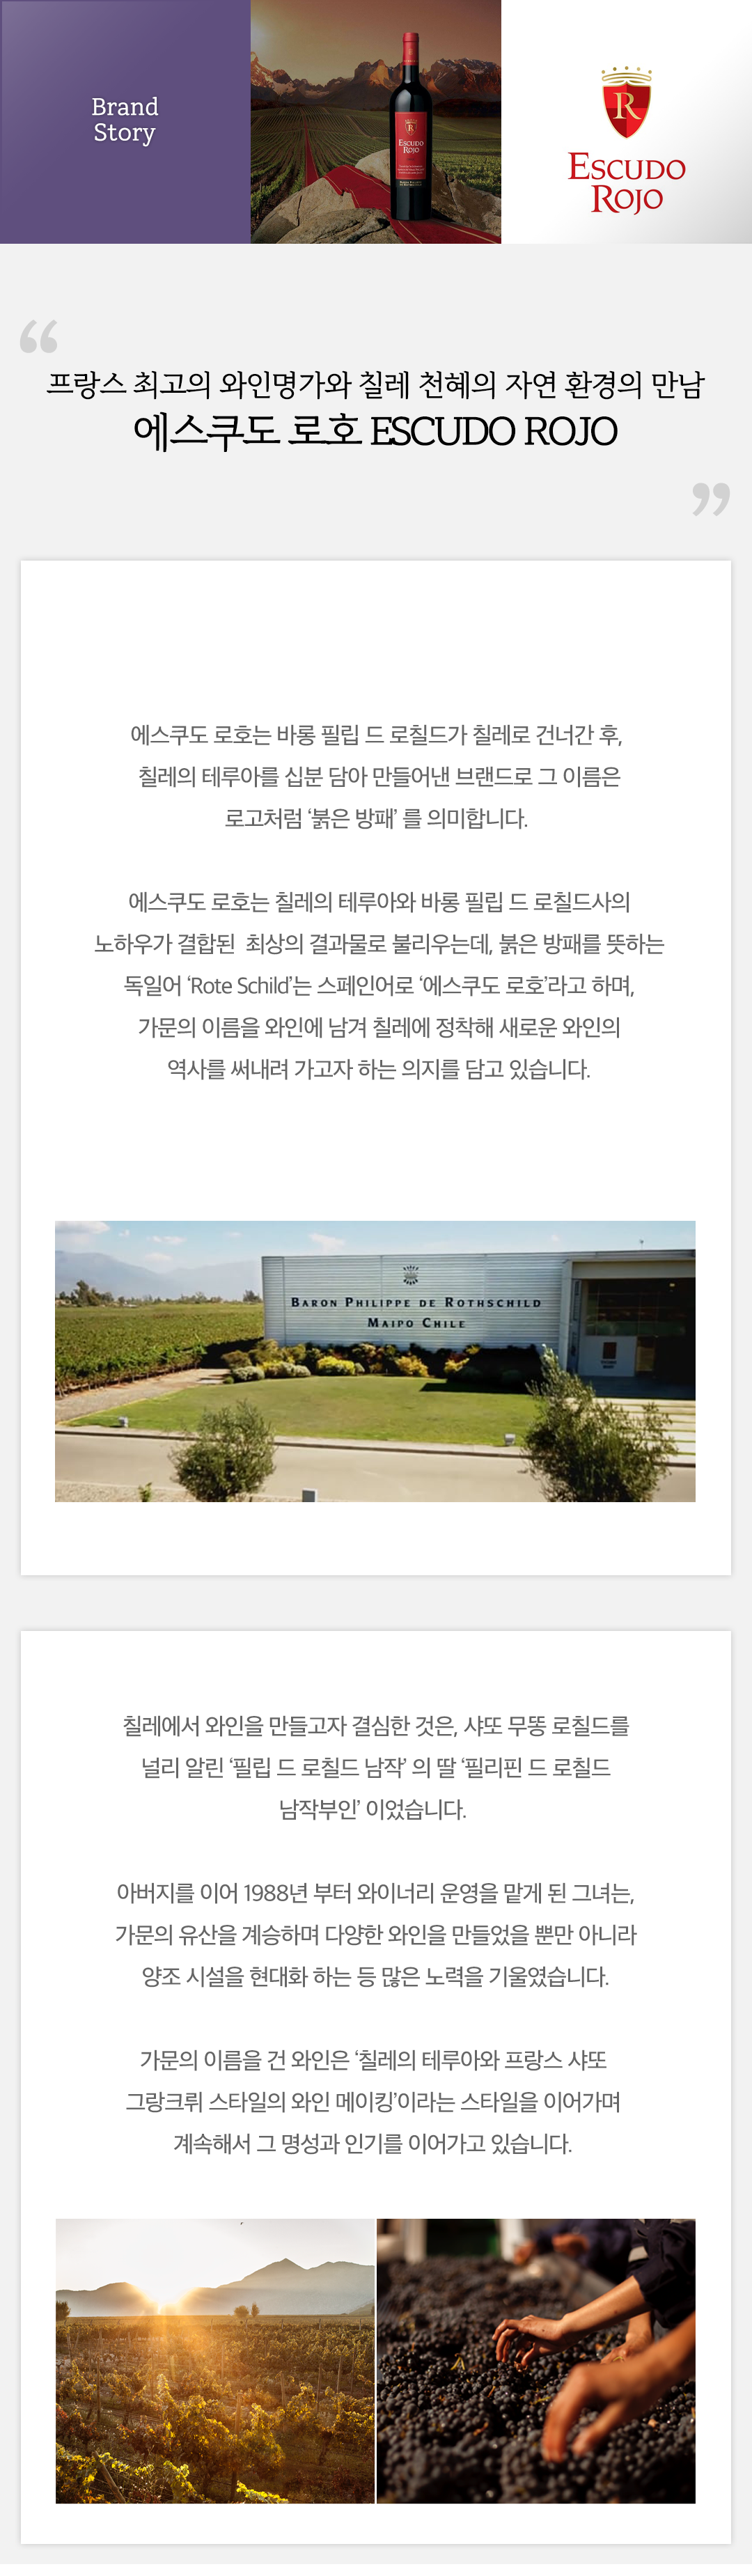 Brand
Story
R
ESCUDO
ROJO
R
ESCUDO
ROJO
“
프랑스 최고의 와인명가와 칠레 천혜의 자연 환경의 만남
에스쿠도 로호 ESCUDO ROJO
”
에스쿠도 로호는 바롱 필립 드 로칠드가 칠레로 건너간 후,
칠레의 테루아를 십분 담아 만들어낸 브랜드로 그 이름은
로고처럼 ‘붉은 방패’ 를 의미합니다.
에스쿠도 로호는 칠레의 테루아와 바롱 필립 드 로칠드사의
노하우가 결합된 최상의 결과물로 불리우는데, 붉은 방패를 뜻하는
독일어 ‘Rote Schild’는 스페인어로 ‘에스쿠도 로호’라고 하며,
가문의 이름을 와인에 남겨 칠레에 정착해 새로운 와인의
역사를 써내려 가고자 하는 의지를 담고 있습니다.
BARON PHILIPPE DE ROTHSCHILD
MAIPO CHILE
칠레에서 와인을 만들고자 결심한 것은, 샤또 무똥 로칠드를
널리 알린 ‘필립 드 로칠드 남작’ 의 딸 ‘필리핀 드 로칠드
남작부인’ 이었습니다.
아버지를 이어 1988년 부터 와이너리 운영을 맡게 된 그녀는,
가문의 유산을 계승하며 다양한 와인을 만들었을 뿐만 아니라
양조 시설을 현대화 하는 등 많은 노력을 기울였습니다.
가문의 이름을 건 와인은 ‘칠레의 테루아와 프랑스 샤또
그랑크뤼 스타일의 와인 메이킹’이라는 스타일을 이어가며
계속해서 그 명성과 인기를 이어가고 있습니다.